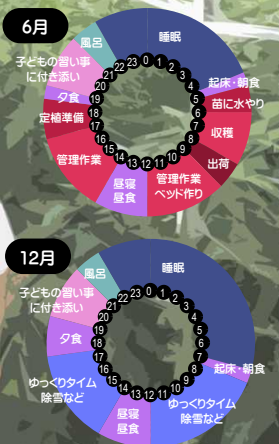 6月
睡眠
起床・朝食
苗に水やり
収穫
出荷
管理作業
ベッド作り
昼寝
昼食
管理作業
定植準備
夕食
子どもの習い事
に付き添い
風呂
0
1
2
3
4
5
6
7
8
9
10
11
12
13
14
15
16
17
18
19
20
21
22
23
12月
睡眠
起床・朝食
ゆっくりタイム
除雪など
昼寝
昼食
ゆっくりタイム
除雪など
夕食
子どもの習い事
に付き添い
風呂
0
1
2
3
4
5
6
7
8
9
10
11
12
13
14
15
16
17
18
19
20
21
22
23